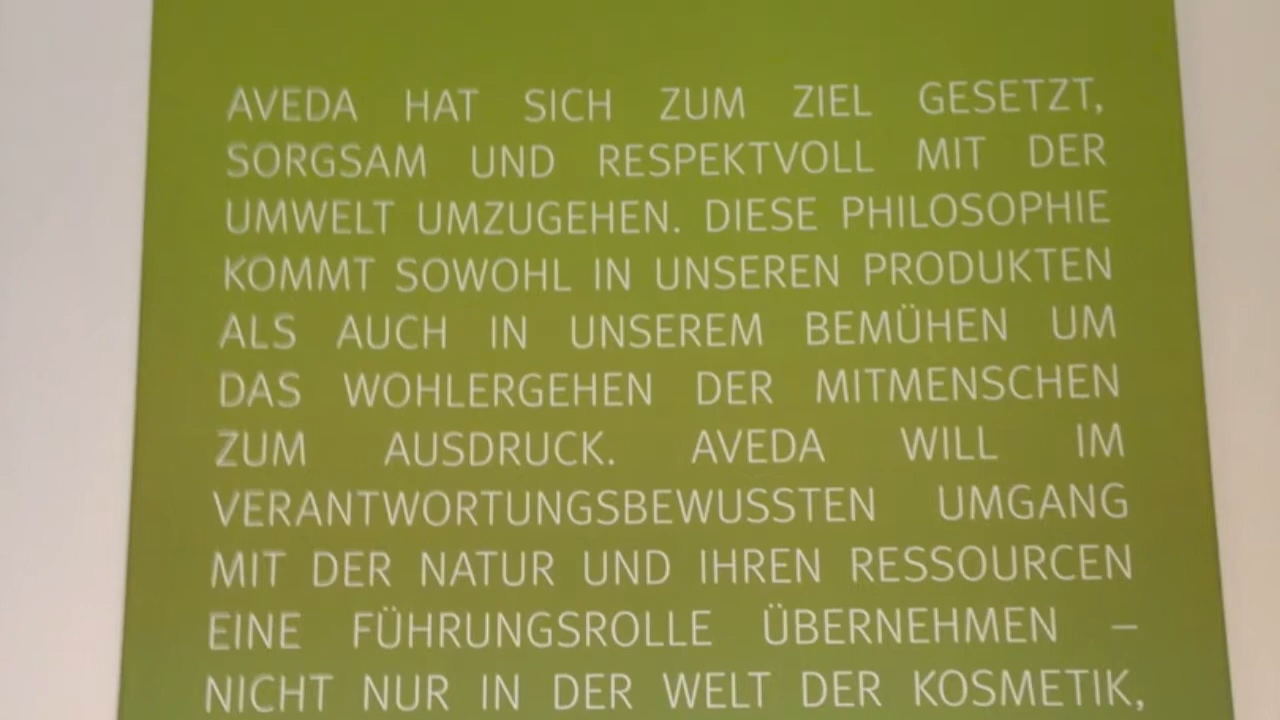 AVEDA HAT SICH ZUM ZIEL GESETZT,
SORGSAM UND RESPEKTVOLL MIT DER
UMWELT UMZUGEHEN. DIESE PHILOSOPHIE
KOMMT SOWOHL IN UNSEREN PRODUKTEN
ALS AUCH IN UNSEREM BEMÜHEN UM
DAS WOHLERGEHEN DER MITMENSCHEN
ZUM AUSDRUCK. AVEDA WILL IM
VERANTWORTUNGSBEWUSSTEN UMGANG
MIT DER NATUR UND IHREN RESSOURCEN
EINE FÜHRUNGSROLLE ÜBERNEHMEN –
NICHT NUR IN DER WELT DER KOSMETIK,